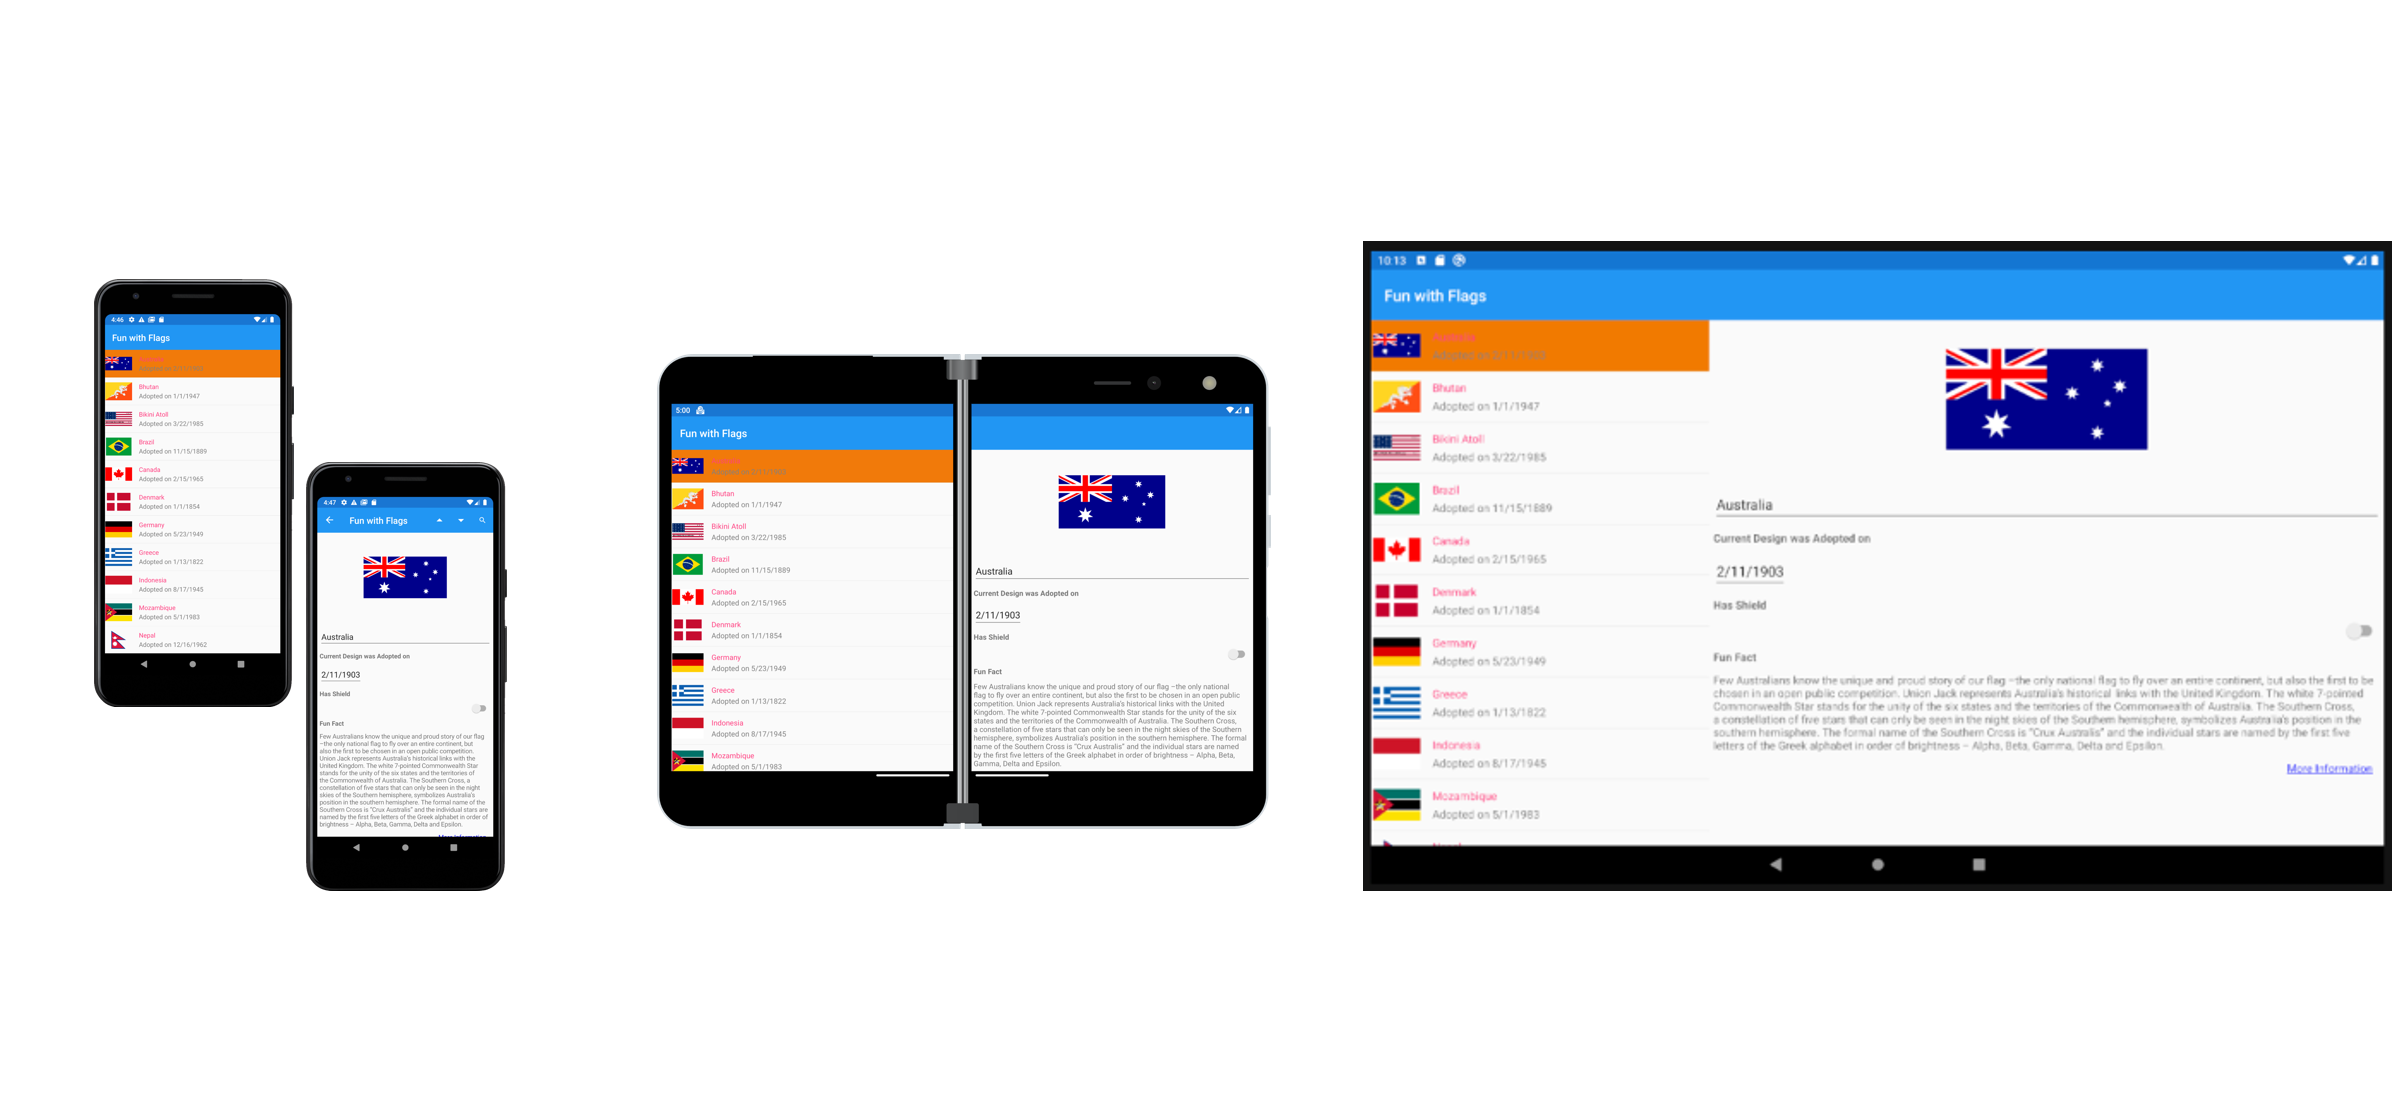 4:46
Fun with Flags
Bhutan
Adopted on 1/1/1947
Bikini Atoll
Adopted on 3/22/1985
Brazil
Adopted on 11/15/1889
Canada
Adopted on 2/15/1965
Denmark
Adopted on 1/1/1854
Germany
Adopted on 5/23/1949
Greece
Adopted on 1/13/1822
Indonesia
Adopted on 8/17/1945
Mozambique
Adopted on 5/1/1983
Nepal
Adopted on 12/16/1962
4:47
Fun with Flags
Australia
Current Design was Adopted on
2/11/1903
Has Shield
Fun Fact
Few Australians know the unique and proud story of our flag
–the only national flag to fly over an entire continent, but
also the first to be chosen in an open public competition.
Union Jack represents Australia's historical links with the
United Kingdom. The white 7-pointed Commonwealth Star
stands for the unity of the six states and the territories of
the Commonwealth of Australia. The Southern Cross, a
constellation of five stars that can only be seen in the night
skies of the Southern hemisphere, symbolizes Australia's
position in the southern hemisphere. The formal name of the
Southern Cross is "Crux Australis" and the individual stars are
named by the first five letters of the Greek alphabet in order of
brightness – Alpha, Beta, Gamma, Delta and Epsilon.
More Information
5:00
Fun with Flags
Australia
Adopted on 2/11/1903
Bhutan
Adopted on 1/1/1947
Bikini Atoll
Adopted on 3/22/1985
Brazil
Adopted on 11/15/1889
Canada
Adopted on 2/15/1965
Denmark
Adopted on 1/1/1854
Germany
Adopted on 5/23/1949
Greece
Adopted on 1/13/1822
Indonesia
Adopted on 8/17/1945
Mozambique
Adopted on 5/1/1983
Australia
Current Design was Adopted on
2/11/1903
Has Shield
Fun Fact
Few Australians know the unique and proud story of our flag –the only national
flag to fly over an entire continent, but also the first to be chosen in an open public
competition. Union Jack represents Australia's historical links with the United
Kingdom. The white 7-pointed Commonwealth Star stands for the unity of the six
states and the territories of the Commonwealth of Australia. The Southern Cross,
a constellation of five stars that can only be seen in the night skies of the Southern
hemisphere, symbolizes Australia's position in the southern hemisphere. The formal
name of the Southern Cross is "Crux Australis" and the individual stars are named
by the first five letters of the Greek alphabet in order of brightness – Alpha, Beta,
Gamma, Delta and Epsilon.
10:13
Fun with Flags
Australia
Adopted on 2/11/1903
Bhutan
Adopted on 1/1/1947
Bikini Atoll
Adopted on 3/22/1985
Brazil
Adopted on 11/15/1889
Canada
Adopted on 2/15/1965
Denmark
Adopted on 1/1/1854
Germany
Adopted on 5/23/1949
Greece
Adopted on 1/13/1822
Indonesia
Adopted on 8/17/1945
Mozambique
Adopted on 5/1/1983
Australia
Current Design was Adopted on
2/11/1903
Has Shield
Fun Fact
Few Australians know the unique and proud story of our flag –the only national flag to fly over an entire continent, but also the first to be
chosen in an open public competition. Union Jack represents Australia's historical links with the United Kingdom. The white 7-pointed
Commonwealth Star stands for the unity of the six states and the territories of the Commonwealth of Australia. The Southern Cross,
a constellation of five stars that can only be seen in the night skies of the Southern hemisphere, symbolizes Australia's position in the
southern hemisphere. The formal name of the Southern Cross is "Crux Australis" and the individual stars are named by the first five
letters of the Greek alphabet in order of brightness – Alpha, Beta, Gamma, Delta and Epsilon.
More Information